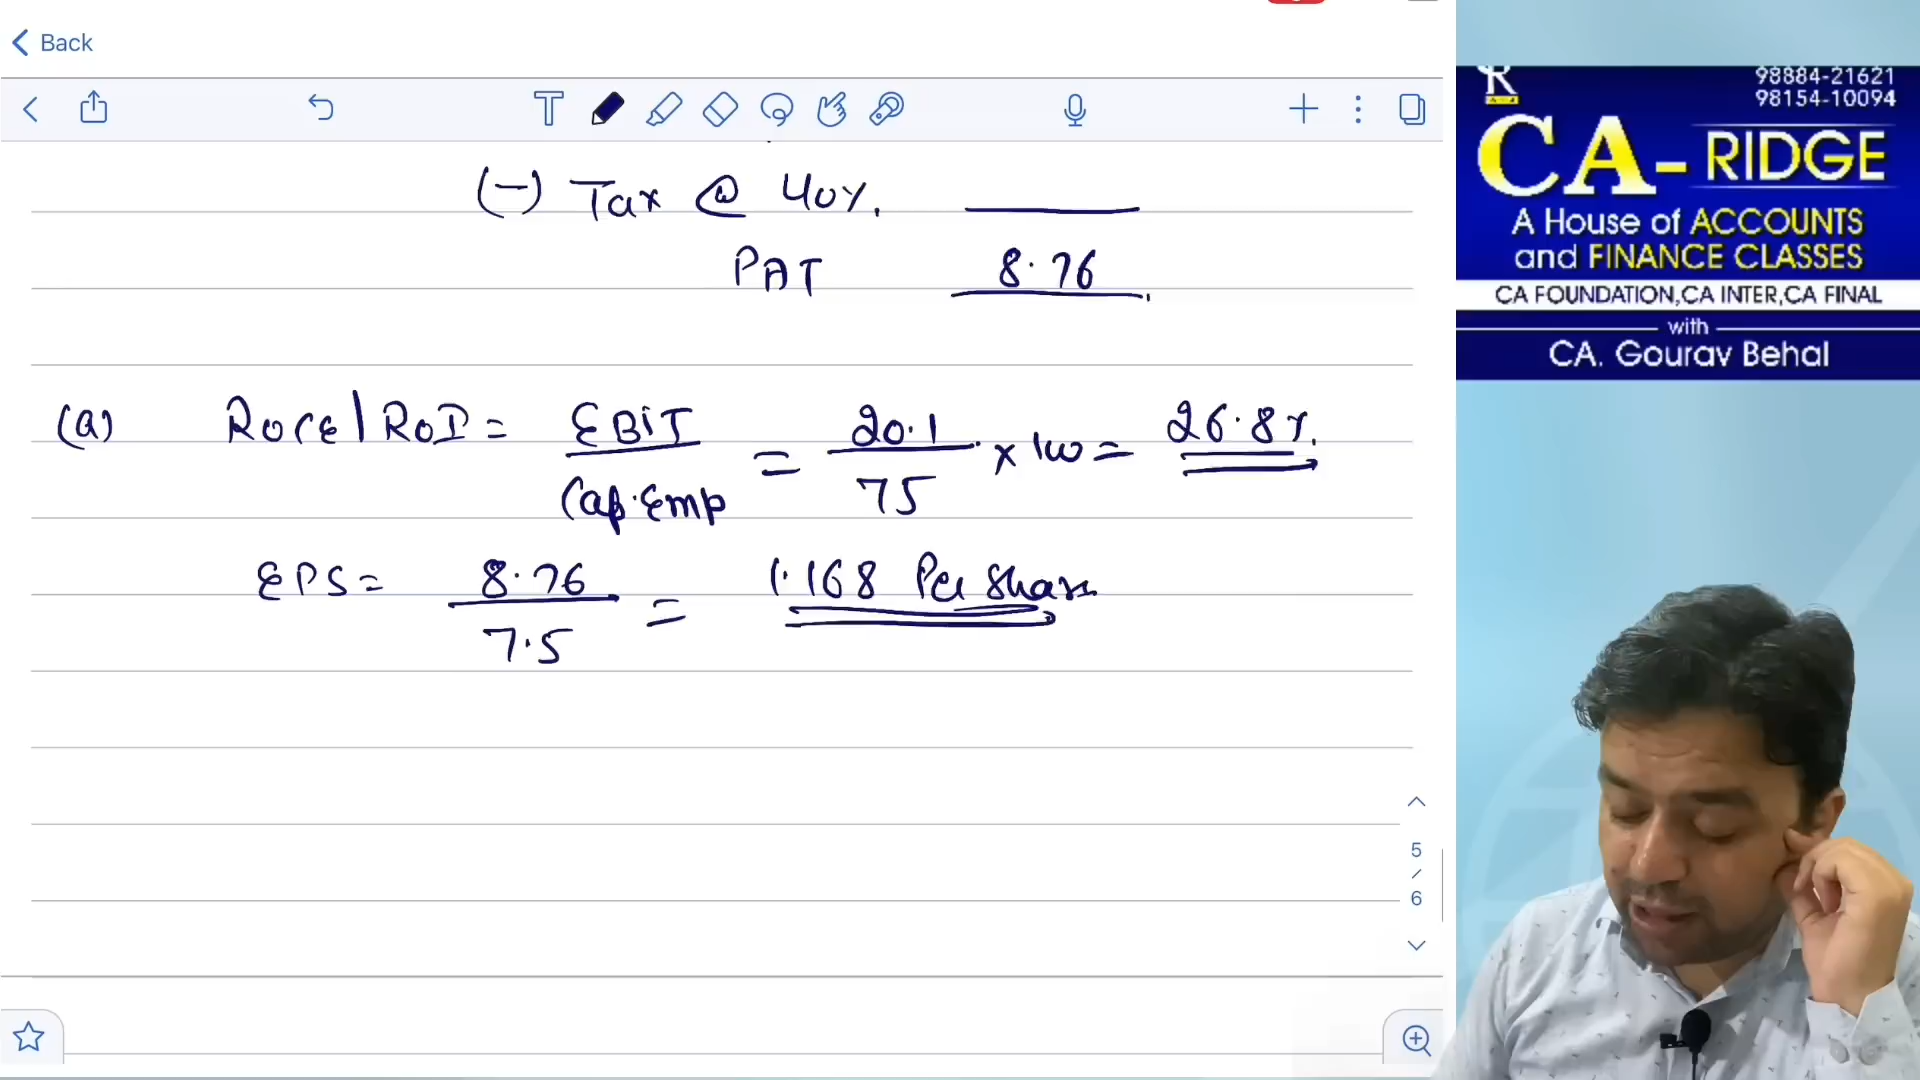 Back
(-) Tax @ 40%.
PAT 8.76
(a) ROCE | ROI = EBIT / Cap. Emp = 20.1 / 75 x 100 = 26.8%.
EPS = 8.76 / 7.5 = 1.168 Per Share
5 / 6
98884-21621
98154-10094
CA-RIDGE
A House of ACCOUNTS
and FINANCE CLASSES
CA FOUNDATION,CA INTER,CA FINAL
with
CA. Gourav Behal